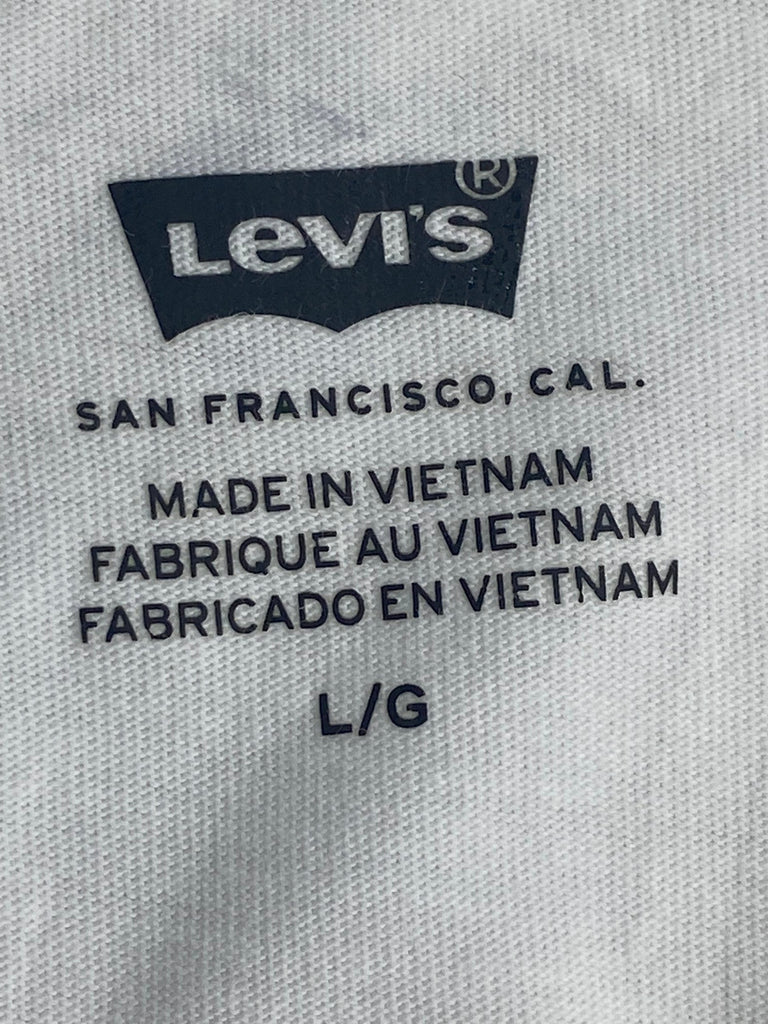 Levi's®
SAN FRANCISCO, CAL.
MADE IN VIETNAM
FABRIQUE AU VIETNAM
FABRICADO EN VIETNAM
L/G